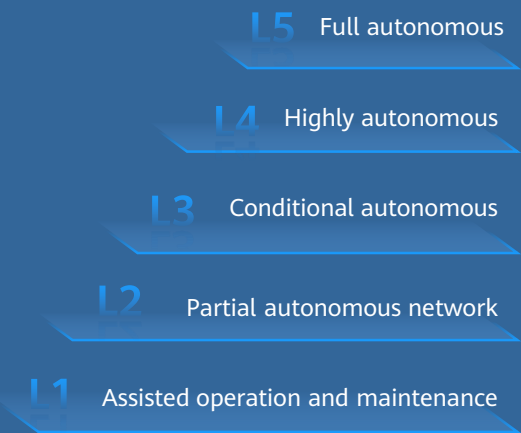 L5 Full autonomous
L4 Highly autonomous
L3 Conditional autonomous
L2 Partial autonomous network
L1 Assisted operation and maintenance